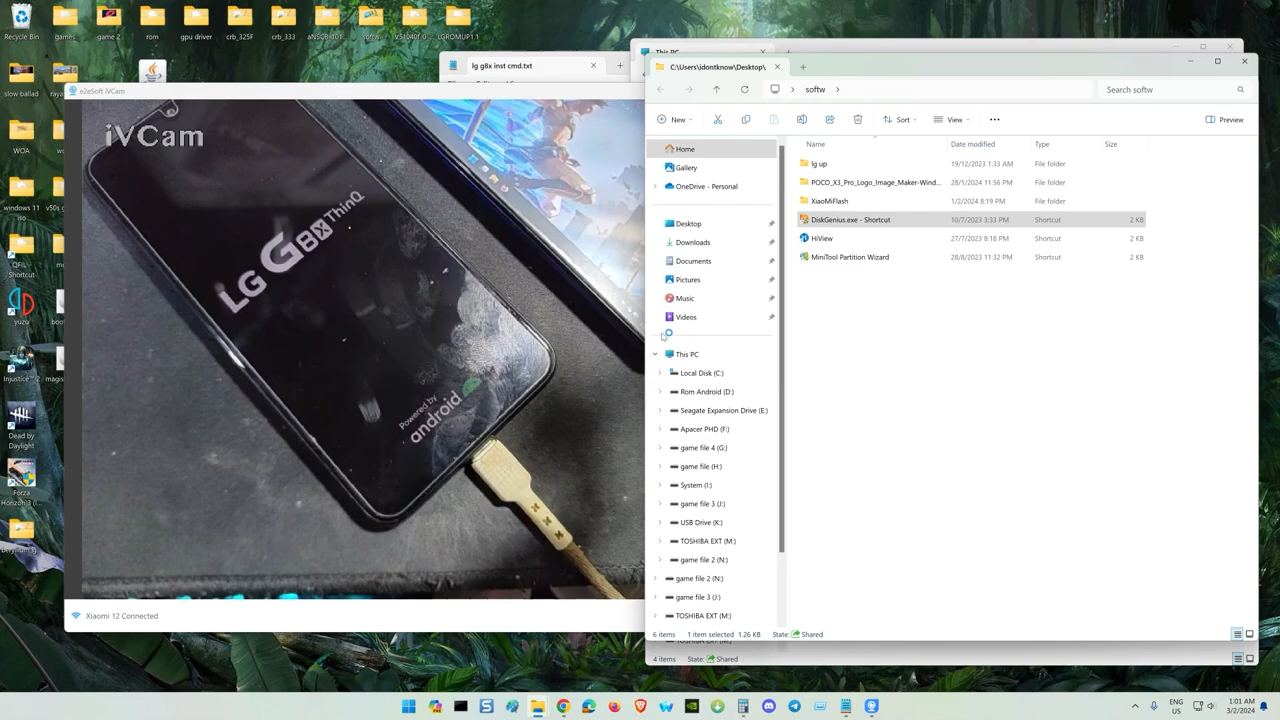 Recycle Bin
games
game 2
rom
gpu driver
crb_325F
crb_333
aNSCB-101
softw
V510401
LGROMUP1.1
slow ballad
WOA
windows 11
QFIL Shortcut
yuzu
Injustice™ 2
Dead by Daylight
Forza
Horizon 3
e2eSoft iVCam
iVCam
LG G8X ThinQ
Powered by
android
Xiaomi 12 Connected
lg g8x inst cmd.txt
This PC
C:\Users\idontknow\Desktop\
softw
Search softw
New
Sort
View
Preview
Home
Gallery
OneDrive - Personal
Desktop
Downloads
Documents
Pictures
Music
Videos
This PC
Local Disk (C:)
Rom Android (D:)
Seagate Expansion Drive (E:)
Apacer PHD (F:)
game file 4 (G:)
game file (H:)
System (I:)
game file 3 (J:)
USB Drive (K:)
TOSHIBA EXT (M:)
game file 2 (N:)
game file 2 (N:)
game file 3 (J:)
TOSHIBA EXT (M:)
Name Date modified Type Size
lg up 19/12/2023 1:33 AM File folder
POCO_X3_Pro_Logo_Image_Maker-Wind... 28/1/2024 11:56 PM File folder
XiaoMiFlash 1/2/2024 8:19 PM File folder
DiskGenius.exe - Shortcut 10/7/2023 3:33 PM Shortcut 2 KB
HiView 27/7/2023 8:18 PM Shortcut 2 KB
MiniTool Partition Wizard 28/8/2023 11:32 PM Shortcut 2 KB
6 items 1 item selected 1.26 KB State: Shared
4 items State: Shared
ENG
US
1:01 AM
3/2/2024